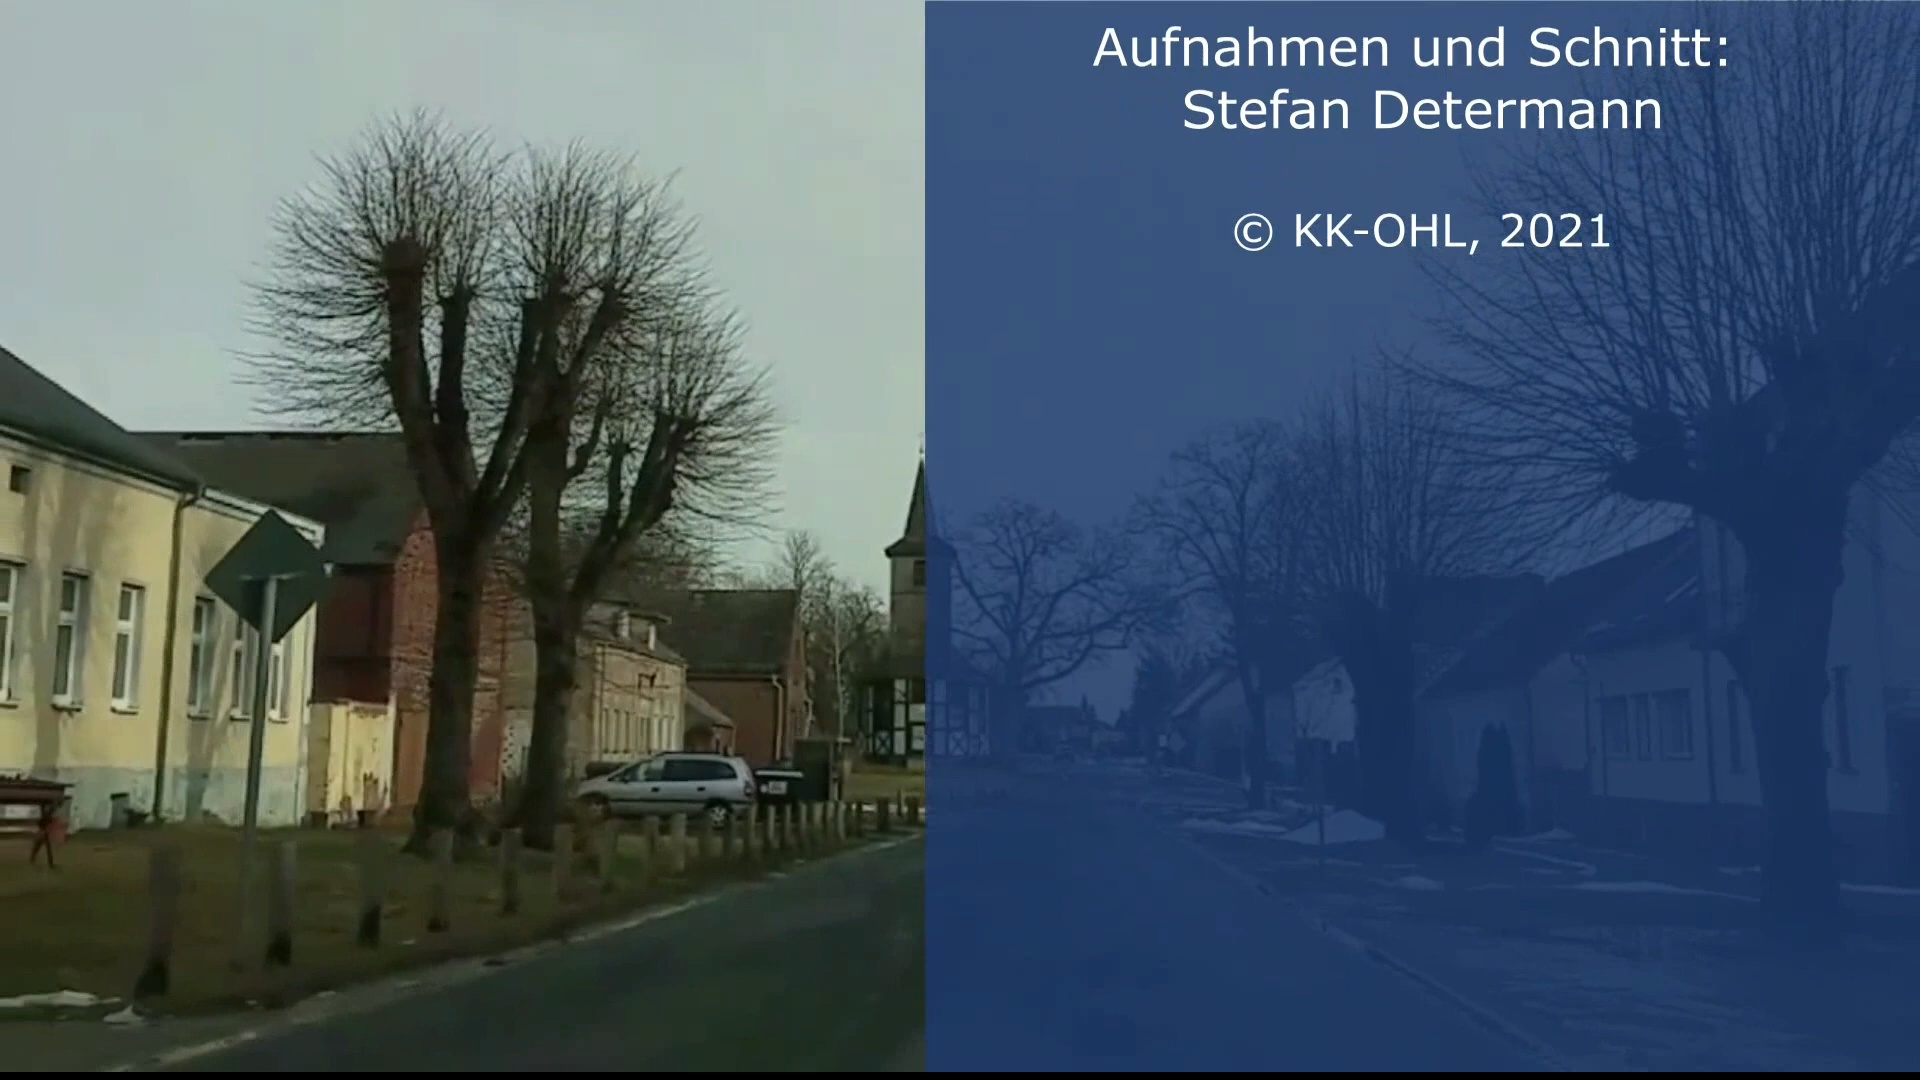 Aufnahmen und Schnitt:
Stefan Determann
© KK-OHL, 2021